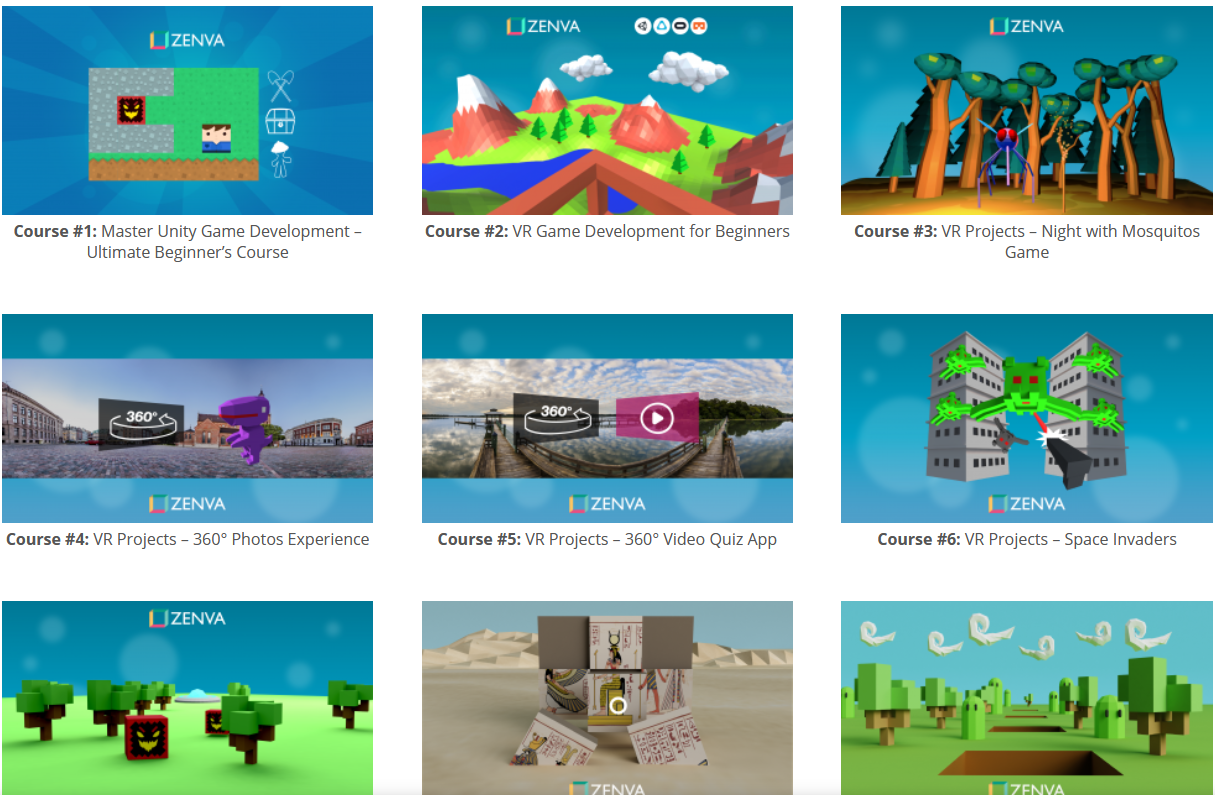 ZENVA
ZENVA
ZENVA
Course #1: Master Unity Game Development –
Ultimate Beginner's Course
Course #2: VR Game Development for Beginners
Course #3: VR Projects – Night with Mosquitos
Game
360°
360°
ZENVA
ZENVA
ZENVA
Course #4: VR Projects – 360° Photos Experience
Course #5: VR Projects – 360° Video Quiz App
Course #6: VR Projects – Space Invaders
ZENVA
ZENVA
ZENVA